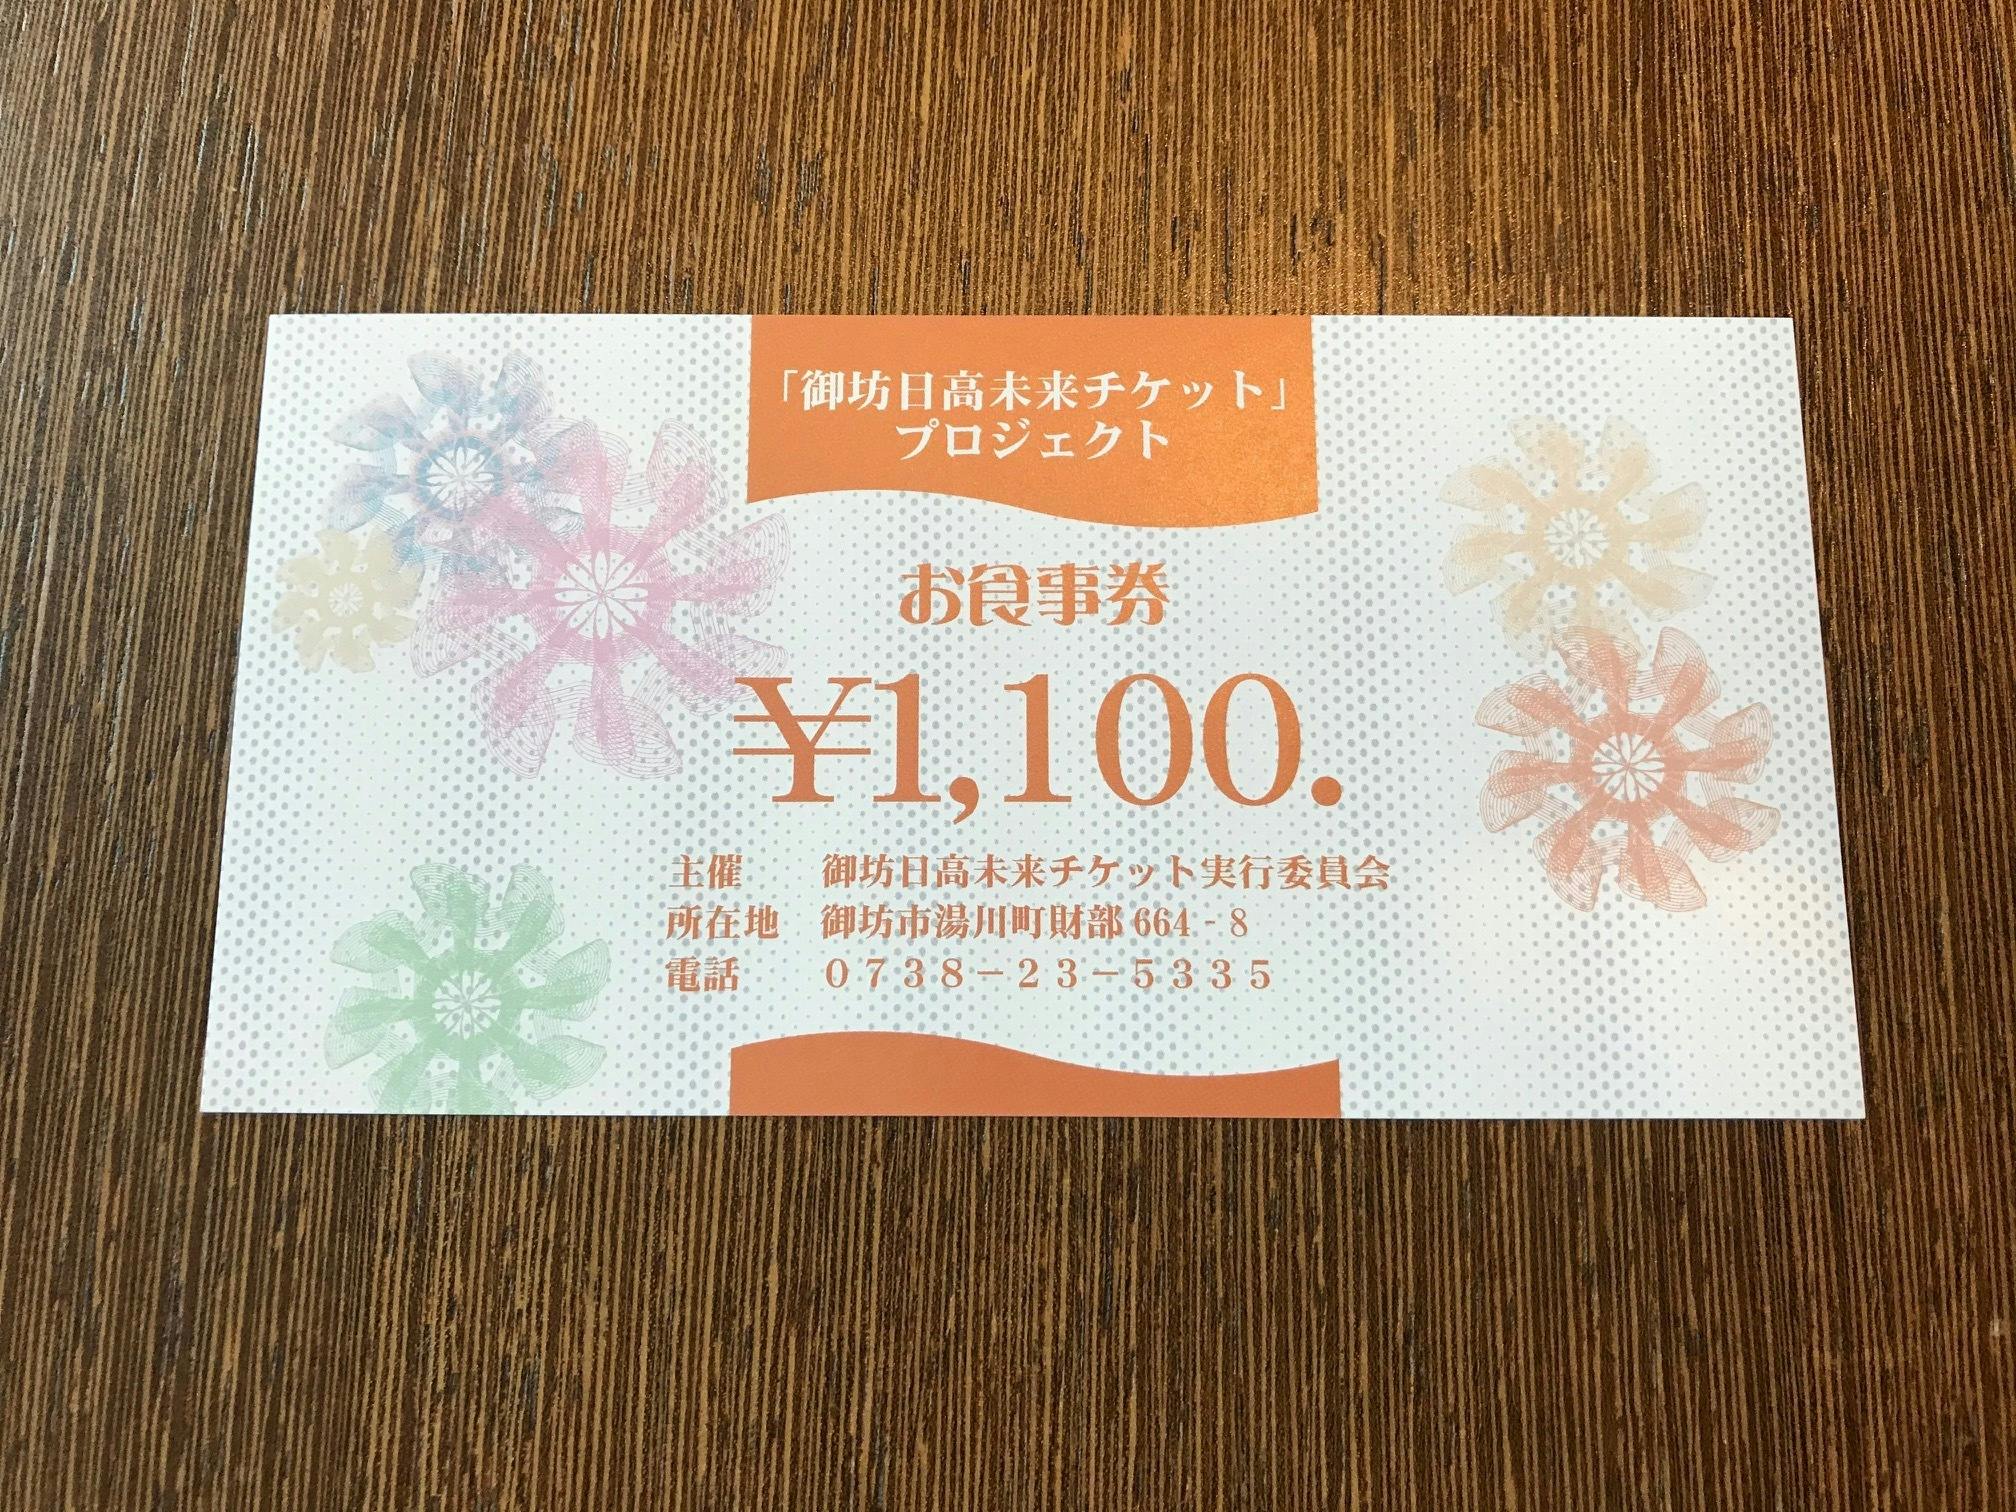 「御坊日高未来チケット」
プロジェクト
お食事券
¥1,100.
主催 御坊日高未来チケット実行委員会
所在地 御坊市湯川町財部 664 - 8
電話 ０７３８－２３－５３３５